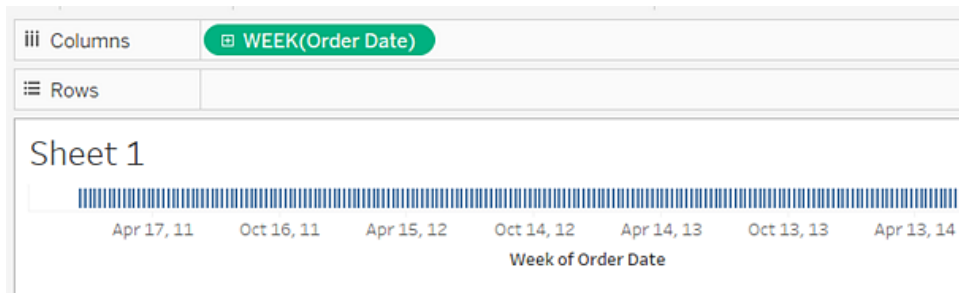 Columns
WEEK(Order Date)
Rows
Sheet 1
Apr 17, 11 Oct 16, 11 Apr 15, 12 Oct 14, 12 Apr 14, 13 Oct 13, 13 Apr 13, 14
Week of Order Date